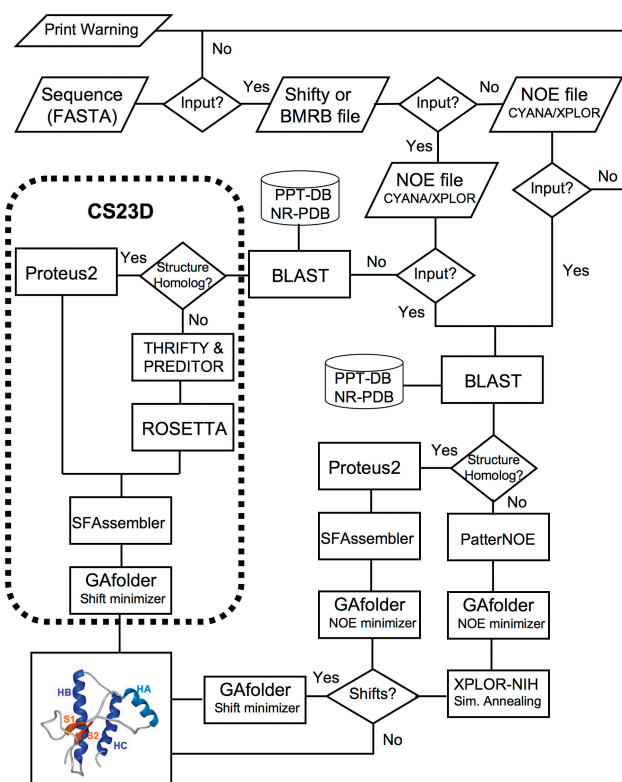 Print Warning
No
Sequence
(FASTA)
Input?
Yes
Shifty or
BMRB file
Input?
No
NOE file
CYANA/XPLOR
Yes
NOE file
CYANA/XPLOR
Input?
No
Yes
CS23D
PPT-DB
NR-PDB
Proteus2
Yes
Structure
Homolog?
BLAST
No
Input?
Yes
No
THRIFTY &
PREDITOR
ROSETTA
PPT-DB
NR-PDB
BLAST
Proteus2
Yes
Structure
Homolog?
No
SFAssembler
SFAssembler
PatterNOE
GAfolder
Shift minimizer
GAfolder
NOE minimizer
GAfolder
NOE minimizer
HB
HA
S1
S2
HC
GAfolder
Shift minimizer
Yes
Shifts?
No
XPLOR-NIH
Sim. Annealing